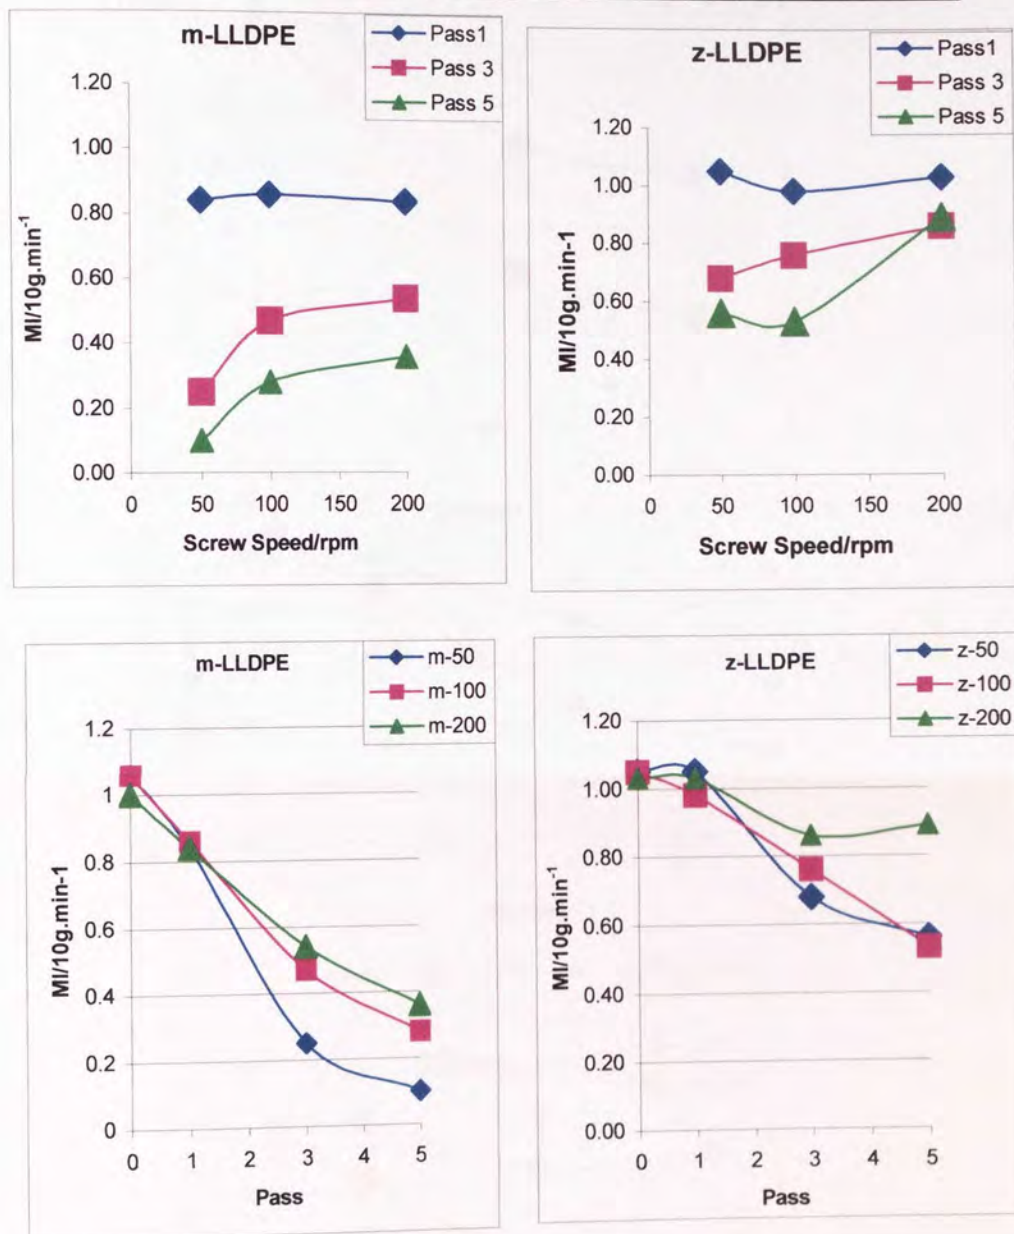 m-LLDPE
Pass1
Pass 3
Pass 5
1.20
1.00
0.80
0.60
0.40
0.20
0.00
MI/10g.min-1
0 50 100 150 200
Screw Speed/rpm
z-LLDPE
Pass1
Pass 3
Pass 5
1.20
1.00
0.80
0.60
0.40
0.20
0.00
MI/10g.min-1
0 50 100 150 200
Screw Speed/rpm
m-LLDPE
m-50
m-100
m-200
1.2
1
0.8
0.6
0.4
0.2
0
MI/10g.min-1
0 1 3 5
Pass
z-LLDPE
z-50
z-100
z-200
1.20
1.00
0.80
0.60
0.40
0.20
0.00
MI/10g.min-1
0 1 2 3 4 5
Pass